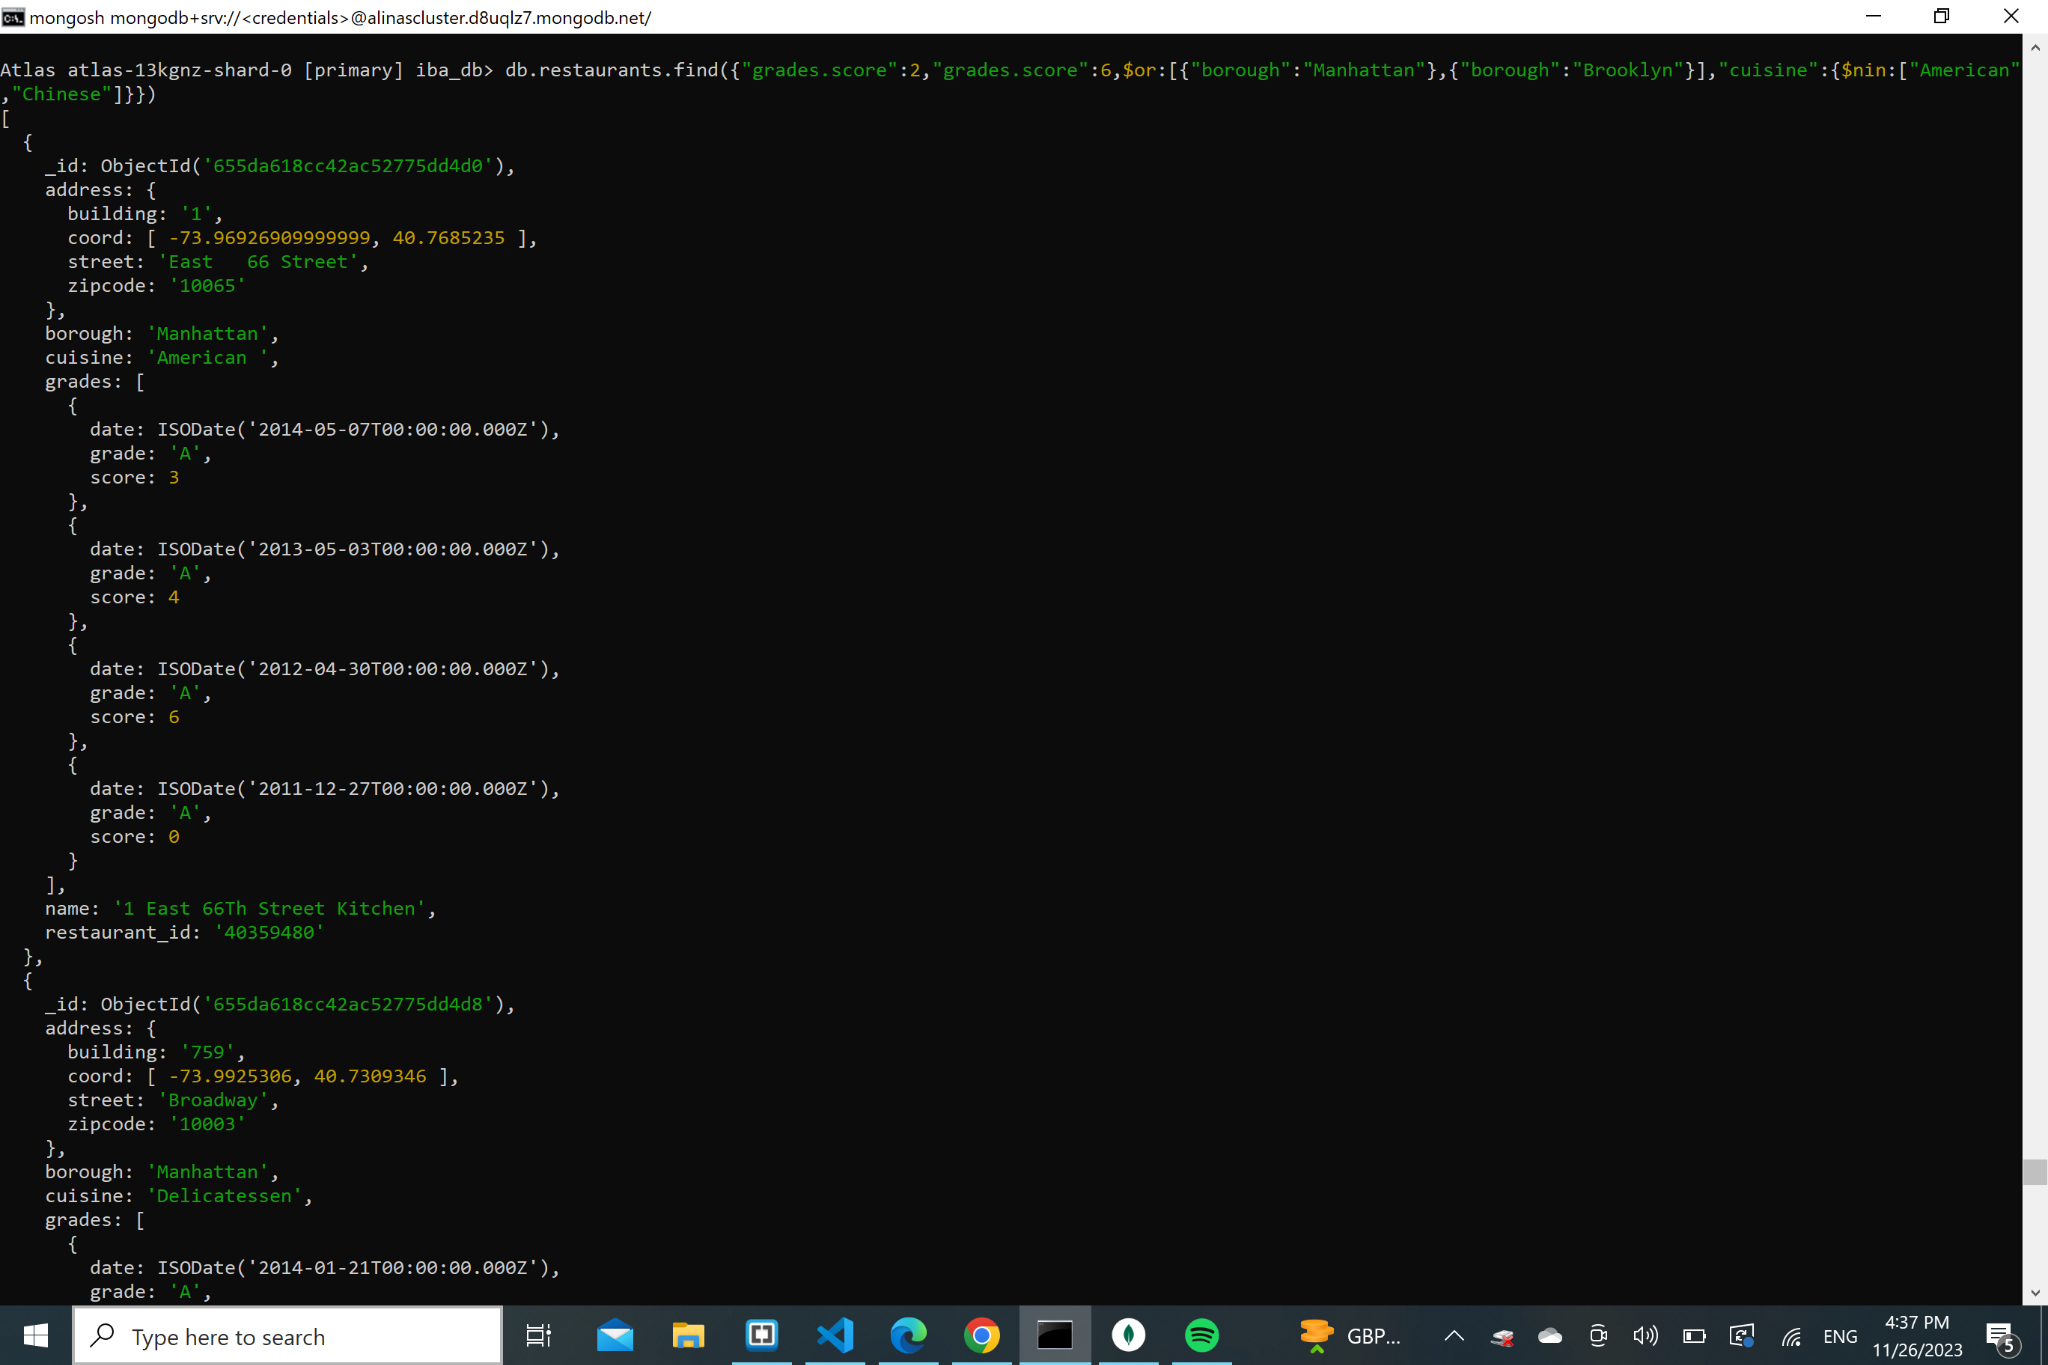 mongosh mongodb+srv://<credentials>@alinascluster.d8uqlz7.mongodb.net/
Atlas atlas-13kgnz-shard-0 [primary] iba_db> db.restaurants.find({"grades.score":2,"grades.score":6,$or:[{"borough":"Manhattan"},{"borough":"Brooklyn"}],"cuisine":{$nin:["American"
,"Chinese"]}})
[
  {
    _id: ObjectId('655da618cc42ac52775dd4d0'),
    address: {
      building: '1',
      coord: [ -73.96926909999999, 40.7685235 ],
      street: 'East   66 Street',
      zipcode: '10065'
    },
    borough: 'Manhattan',
    cuisine: 'American ',
    grades: [
      {
        date: ISODate('2014-05-07T00:00:00.000Z'),
        grade: 'A',
        score: 3
      },
      {
        date: ISODate('2013-05-03T00:00:00.000Z'),
        grade: 'A',
        score: 4
      },
      {
        date: ISODate('2012-04-30T00:00:00.000Z'),
        grade: 'A',
        score: 6
      },
      {
        date: ISODate('2011-12-27T00:00:00.000Z'),
        grade: 'A',
        score: 0
      }
    ],
    name: '1 East 66Th Street Kitchen',
    restaurant_id: '40359480'
  },
  {
    _id: ObjectId('655da618cc42ac52775dd4d8'),
    address: {
      building: '759',
      coord: [ -73.9925306, 40.7309346 ],
      street: 'Broadway',
      zipcode: '10003'
    },
    borough: 'Manhattan',
    cuisine: 'Delicatessen',
    grades: [
      {
        date: ISODate('2014-01-21T00:00:00.000Z'),
        grade: 'A',
Type here to search
GBP...
ENG
4:37 PM
11/26/2023
5